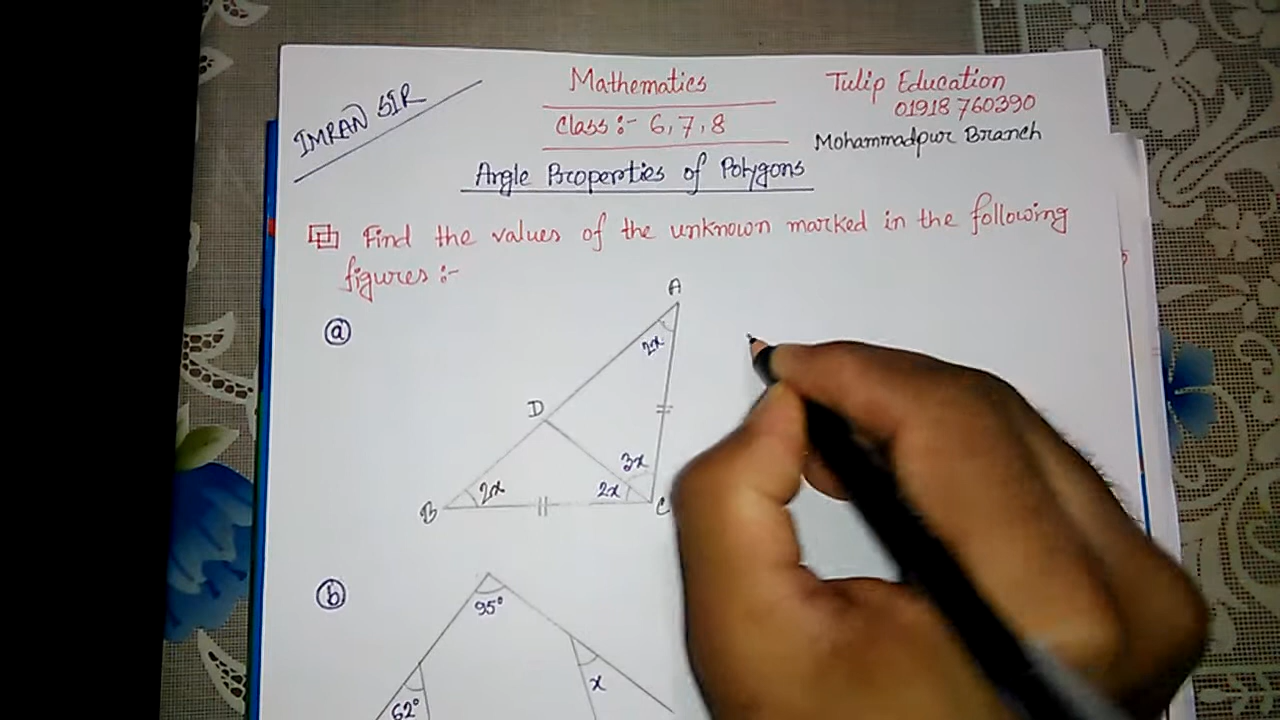 IMRAN SIR
Mathematics
Class :- 6, 7, 8
Tulip Education
01918 760390
Mohammadpur Branch
Angle Properties of Polygons
Find the values of the unknown marked in the following
figures :-
a
A
2x
D
3x
B
2x
2x
C
b
95°
x
62°